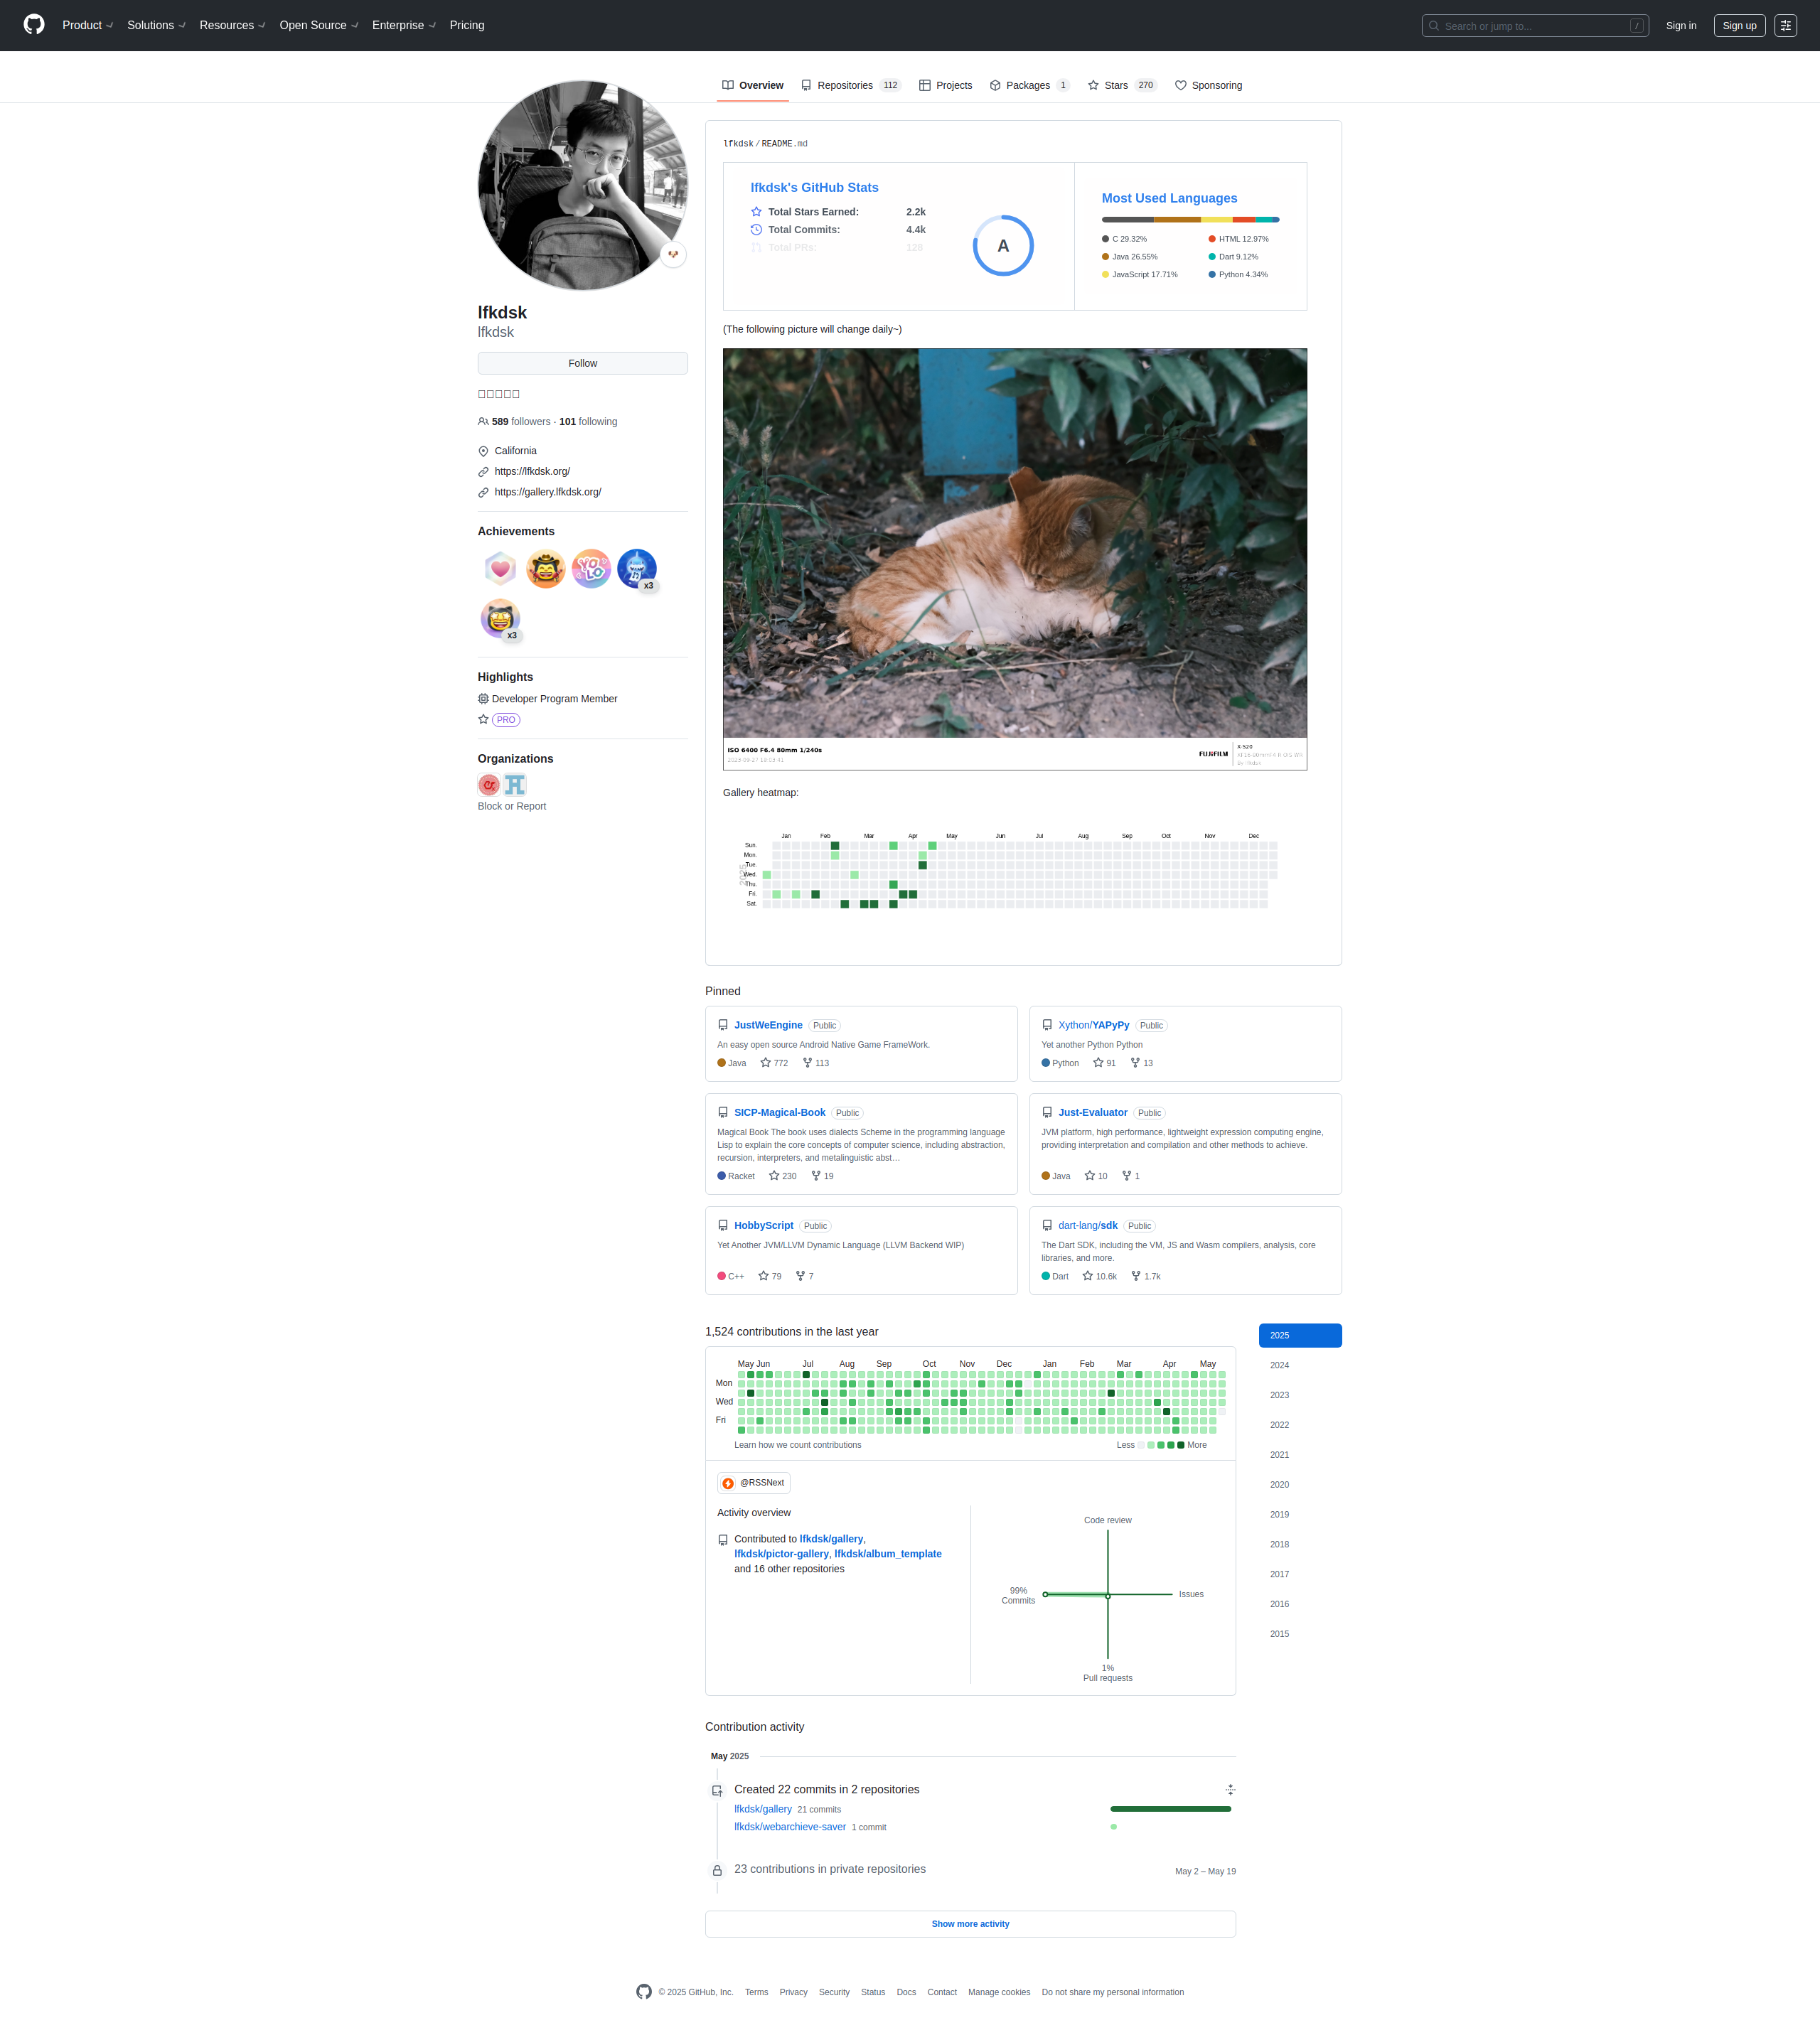 Product Solutions Resources Open Source Enterprise Pricing
Search or jump to... /
Sign in Sign up
Overview Repositories 112 Projects Packages 1 Stars 270 Sponsoring
lfkdsk
lfkdsk
Follow
589 followers · 101 following
California
https://lfkdsk.org/
https://gallery.lfkdsk.org/
Achievements
YOLO
x3
x3
Highlights
Developer Program Member
PRO
Organizations
Block or Report
lfkdsk / README.md
lfkdsk's GitHub Stats
Total Stars Earned: 2.2k
Total Commits: 4.4k
Total PRs: 128
A
Most Used Languages
C 29.32% HTML 12.97%
Java 26.55% Dart 9.12%
JavaScript 17.71% Python 4.34%
(The following picture will change daily~)
ISO 6400 F6.4 80mm 1/240s
FUJIFILM
X-S20
Gallery heatmap:
Jan Feb Mar Apr May Jun Jul Aug Sep Oct Nov Dec
2025
Sun.
Mon.
Tue.
Wed.
Thu.
Fri.
Sat.
Pinned
JustWeEngine Public
An easy open source Android Native Game FrameWork.
Java 772 113
Xython/YAPyPy Public
Yet another Python Python
Python 91 13
SICP-Magical-Book Public
Magical Book The book uses dialects Scheme in the programming language
Lisp to explain the core concepts of computer science, including abstraction,
recursion, interpreters, and metalinguistic abst…
Racket 230 19
Just-Evaluator Public
JVM platform, high performance, lightweight expression computing engine,
providing interpretation and compilation and other methods to achieve.
Java 10 1
HobbyScript Public
Yet Another JVM/LLVM Dynamic Language (LLVM Backend WIP)
C++ 79 7
dart-lang/sdk Public
The Dart SDK, including the VM, JS and Wasm compilers, analysis, core
libraries, and more.
Dart 10.6k 1.7k
1,524 contributions in the last year
May Jun Jul Aug Sep Oct Nov Dec Jan Feb Mar Apr May
Mon
Wed
Fri
Learn how we count contributions
Less More
@RSSNext
Activity overview
Contributed to lfkdsk/gallery,
lfkdsk/pictor-gallery, lfkdsk/album_template
and 16 other repositories
Code review
99%
Commits
Issues
1%
Pull requests
2025
2024
2023
2022
2021
2020
2019
2018
2017
2016
2015
Contribution activity
May 2025
Created 22 commits in 2 repositories
lfkdsk/gallery 21 commits
lfkdsk/webarchieve-saver 1 commit
23 contributions in private repositories May 2 – May 19
Show more activity
© 2025 GitHub, Inc. Terms Privacy Security Status Docs Contact Manage cookies Do not share my personal information